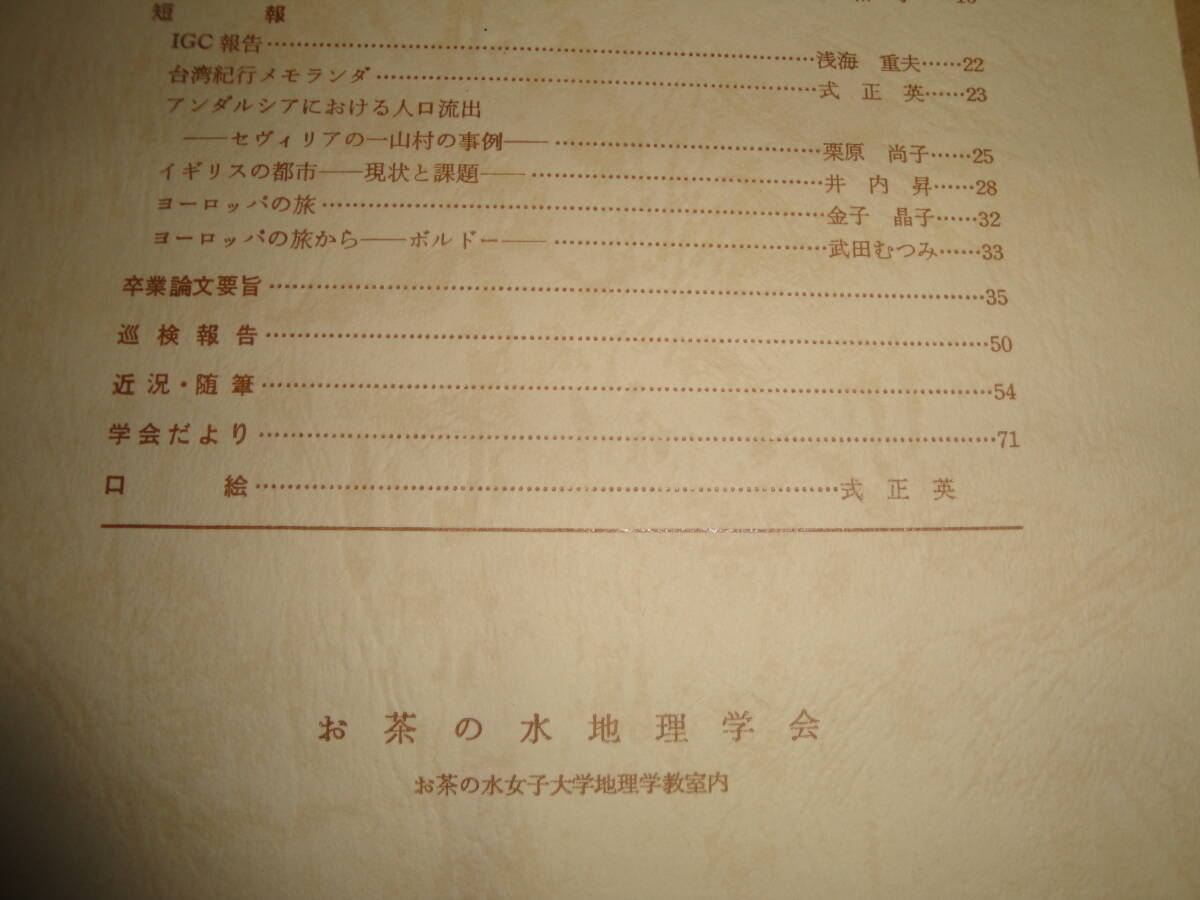 短報
IGC報告……浅海 重夫……22
台湾紀行メモランダ……式 正 英……23
アンダルシアにおける人口流出
――セヴィリアの一山村の事例――……栗原 尚子……25
イギリスの都市――現状と課題――……井 内 昇……28
ヨーロッパの旅……金子 晶子……32
ヨーロッパの旅から――ボルドー――……武田むつみ……33
卒業論文要旨……35
巡検報告……50
近況・随筆……54
学会だより……71
口絵……式 正 英
お茶の水地理学会
お茶の水女子大学地理学教室内